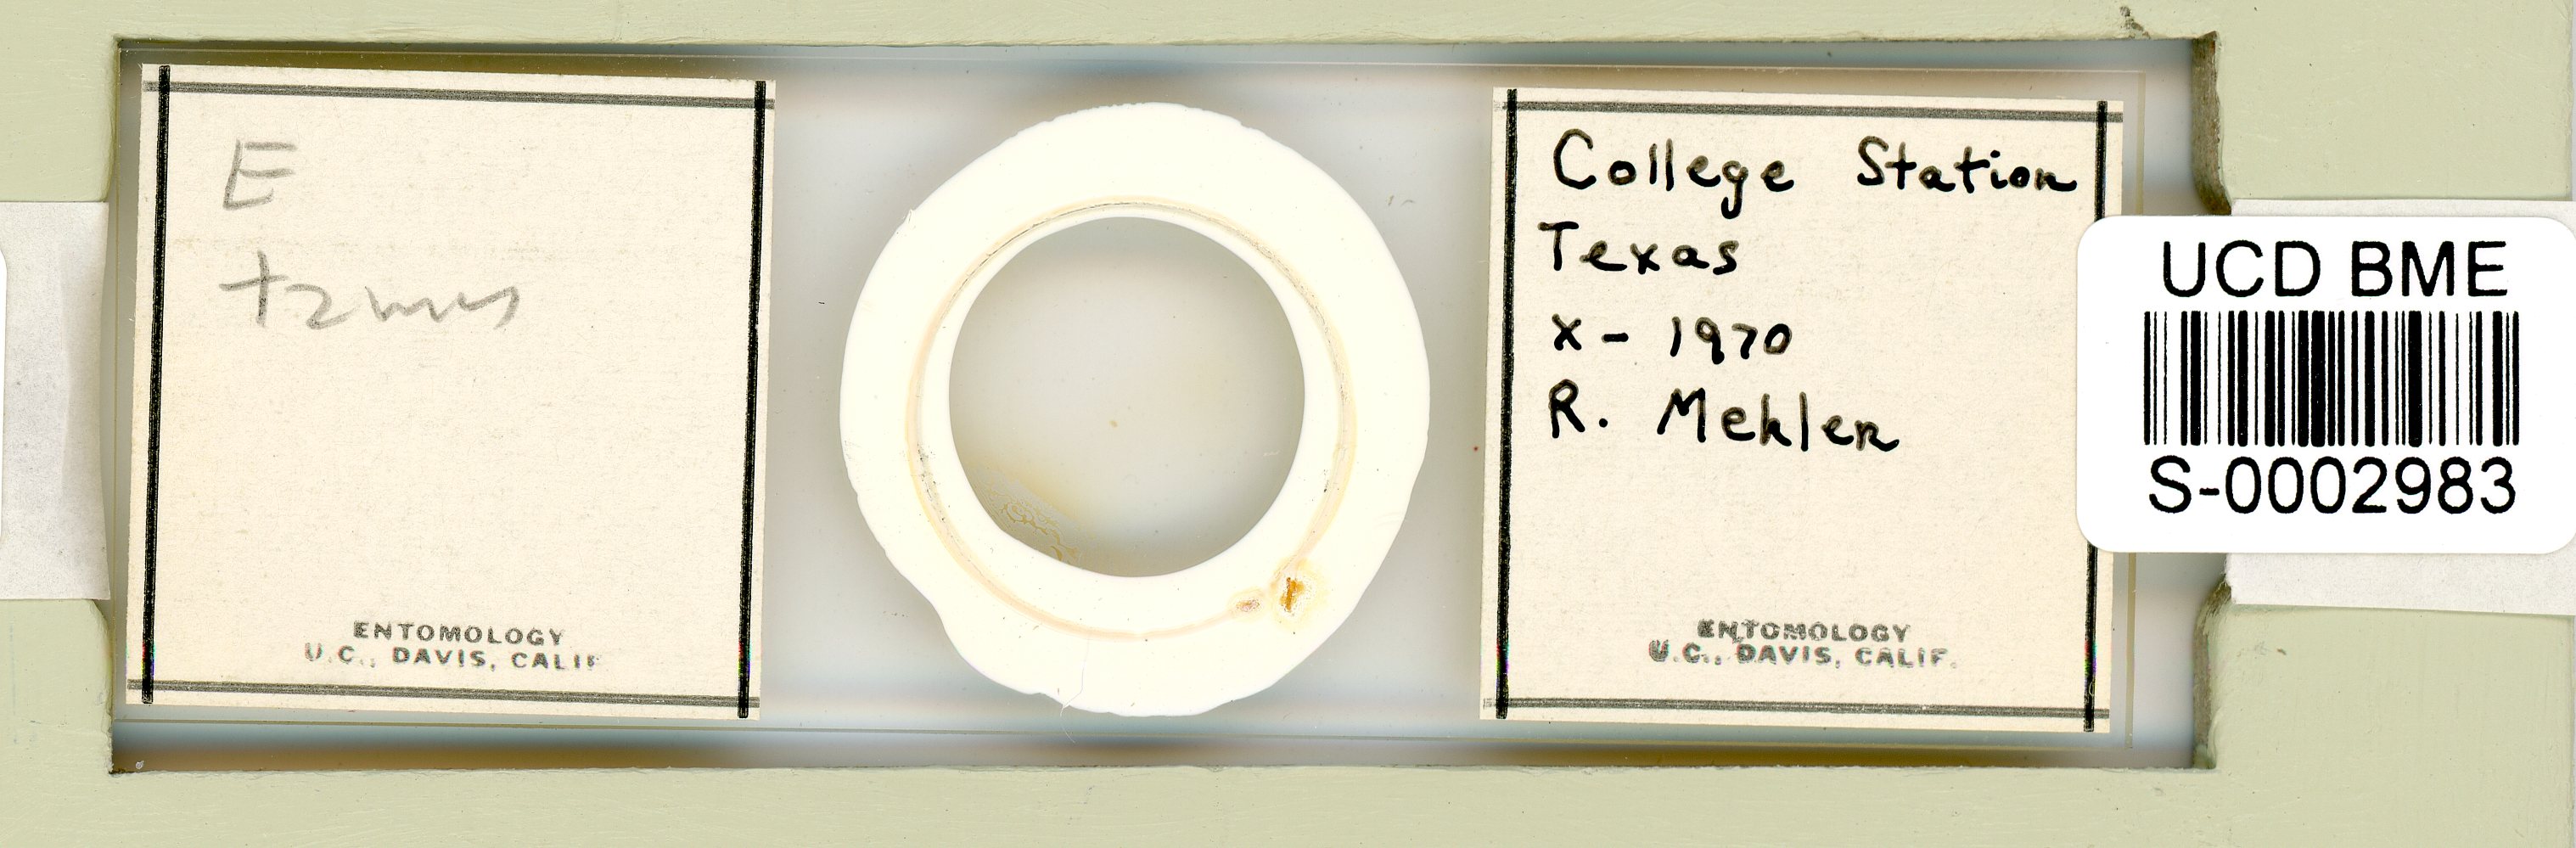 E
ENTOMOLOGY
U.C., DAVIS, CALIF
College Station
Texas
x - 1970
R. Mehler
ENTOMOLOGY
U.C., DAVIS, CALIF.
UCD BME
S-0002983